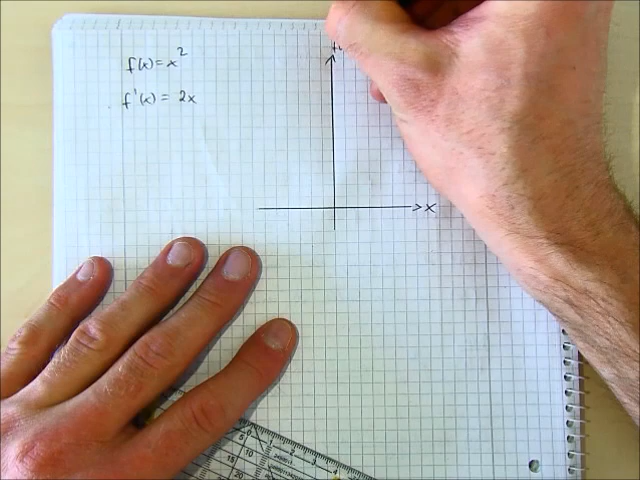 f(x) = x²
f'(x) = 2x
x